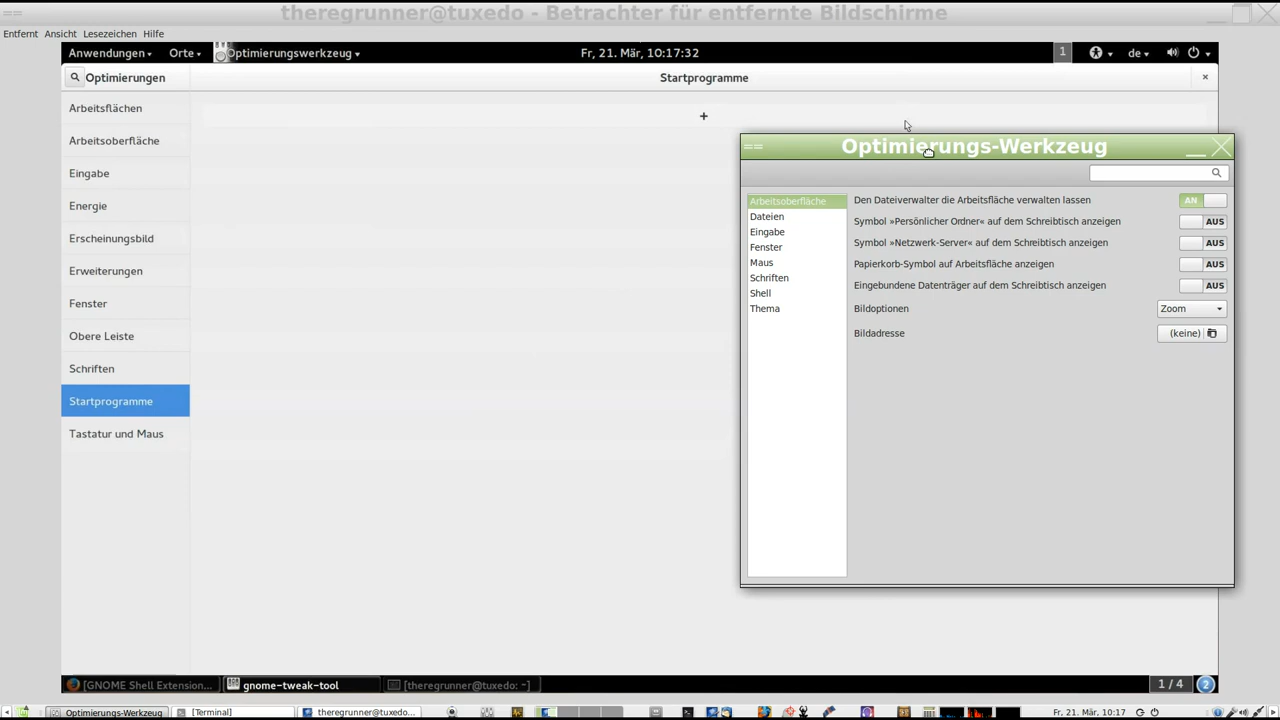 theregrunner@tuxedo - Betrachter für entfernte Bildschirme
Entfernt Ansicht Lesezeichen Hilfe
Anwendungen Orte Optimierungswerkzeug Fr, 21. Mär, 10:17:32 1 de
Optimierungen Startprogramme
Arbeitsflächen
Arbeitsoberfläche
Eingabe
Energie
Erscheinungsbild
Erweiterungen
Fenster
Obere Leiste
Schriften
Startprogramme
Tastatur und Maus
+
Optimierungs-Werkzeug
Arbeitsoberfläche
Dateien
Eingabe
Fenster
Maus
Schriften
Shell
Thema
Den Dateiverwalter die Arbeitsfläche verwalten lassen AN
Symbol »Persönlicher Ordner« auf dem Schreibtisch anzeigen AUS
Symbol »Netzwerk-Server« auf dem Schreibtisch anzeigen AUS
Papierkorb-Symbol auf Arbeitsfläche anzeigen AUS
Eingebundene Datenträger auf dem Schreibtisch anzeigen AUS
Bildoptionen Zoom
Bildadresse (keine)
[GNOME Shell Extension... gnome-tweak-tool [theregrunner@tuxedo: ~] 1 / 4 2
Optimierungs-Werkzeug [Terminal] theregrunner@tuxedo... Fr, 21. Mär, 10:17